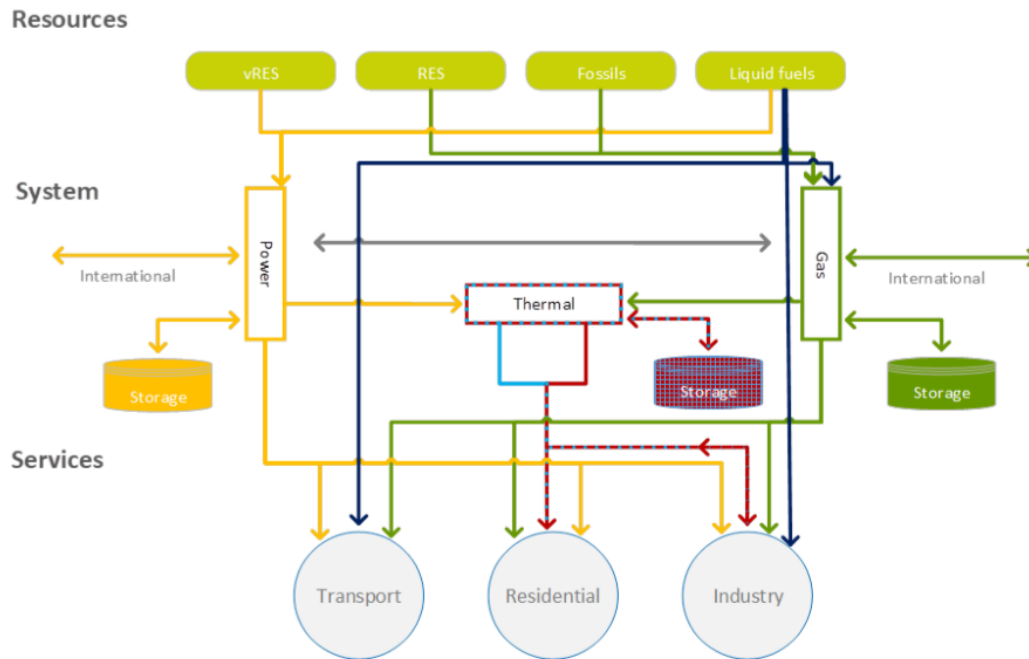 Resources
vRES
RES
Fossils
Liquid fuels
System
Power
Gas
International
International
Thermal
Storage
Storage
Storage
Services
Transport
Residential
Industry